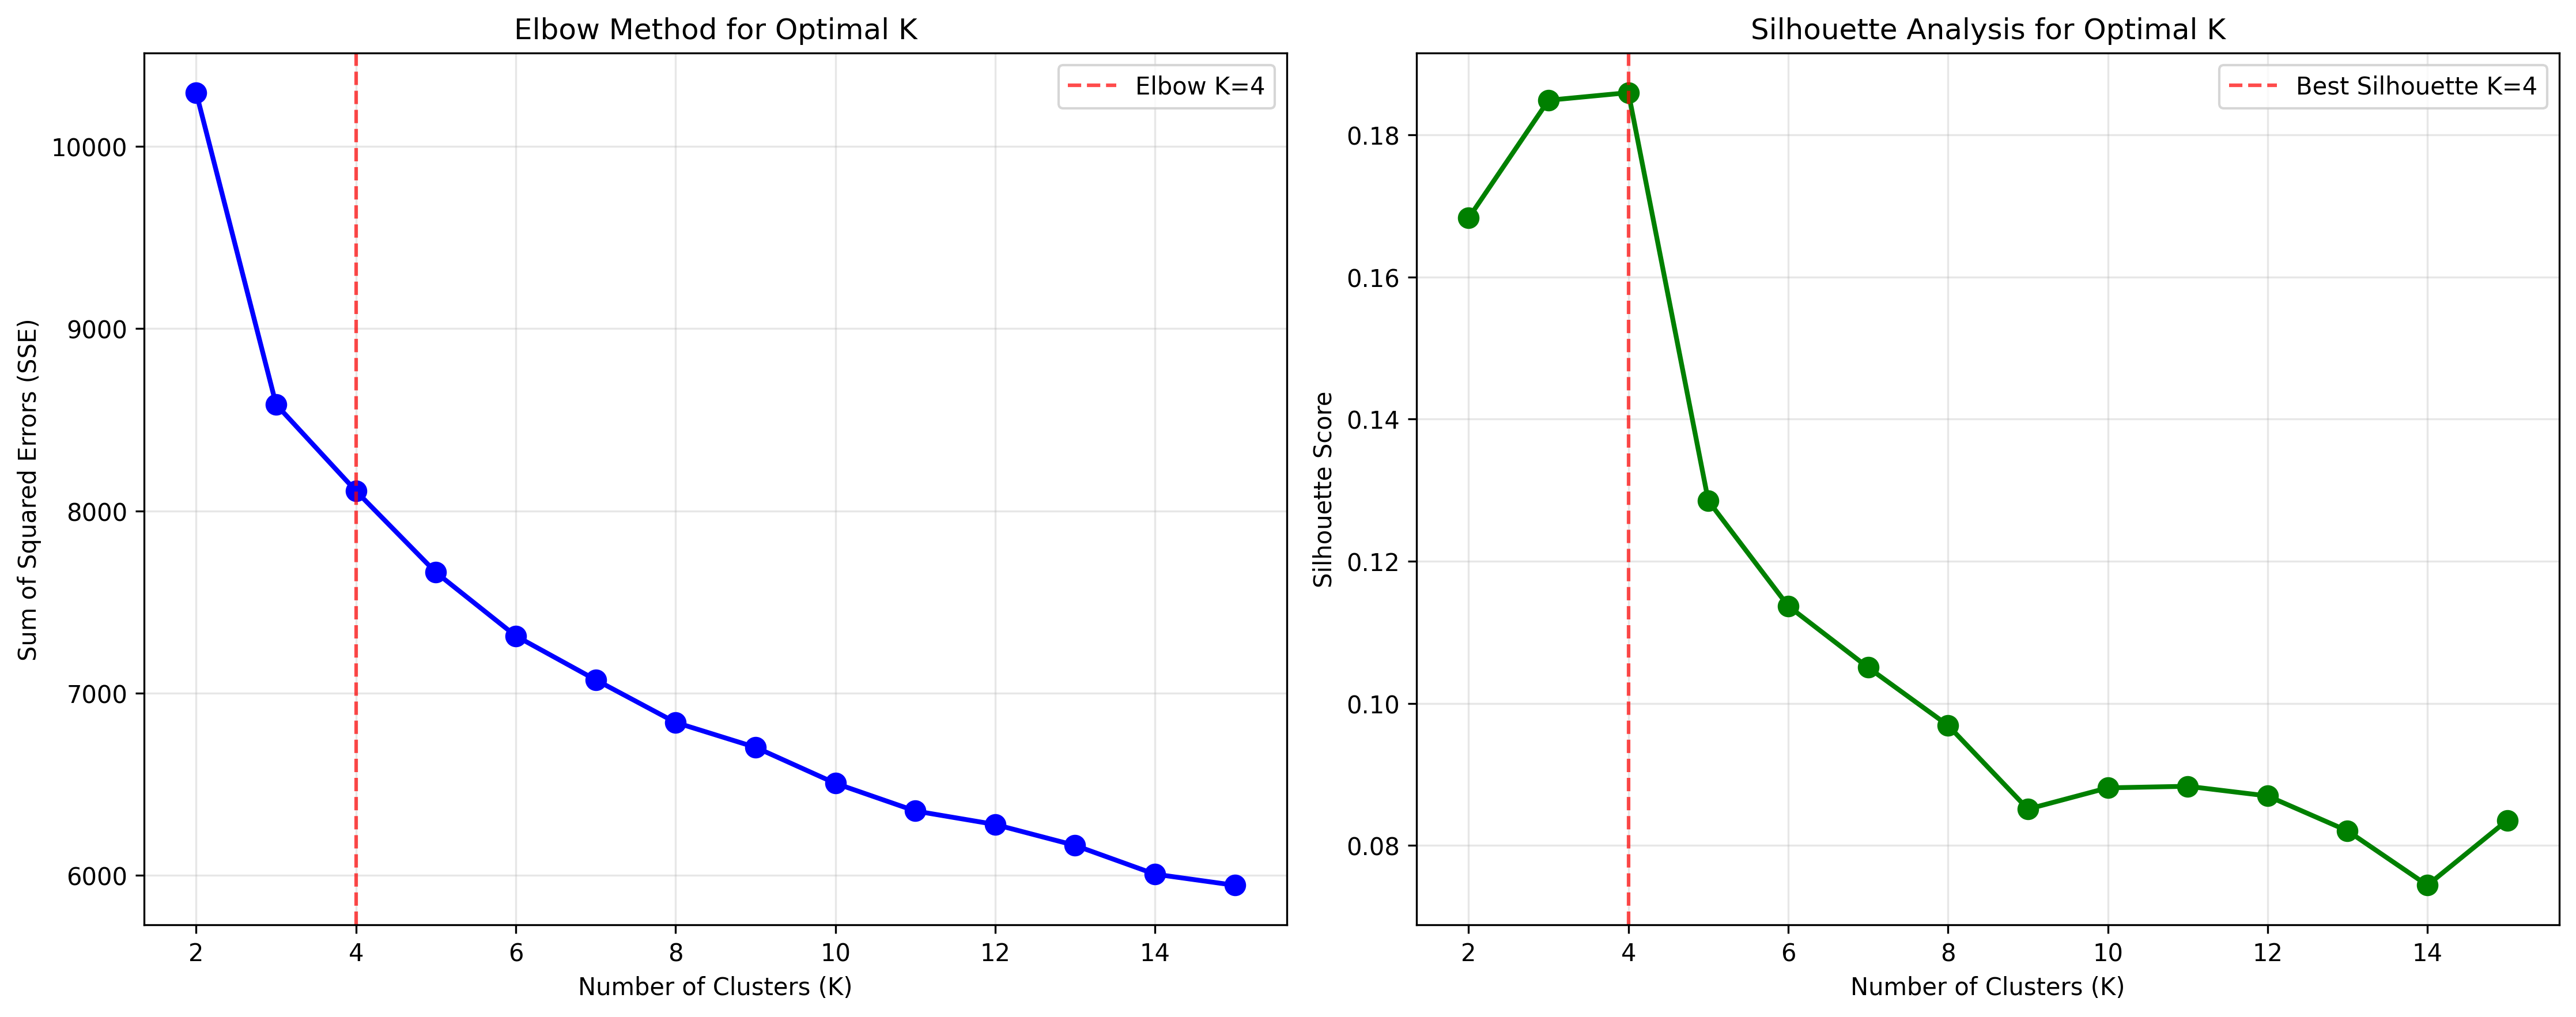 Elbow Method for Optimal K
Elbow K=4
10000
9000
8000
7000
6000
Sum of Squared Errors (SSE)
2 4 6 8 10 12 14
Number of Clusters (K)
Silhouette Analysis for Optimal K
Best Silhouette K=4
0.18
0.16
0.14
0.12
0.10
0.08
Silhouette Score
2 4 6 8 10 12 14
Number of Clusters (K)